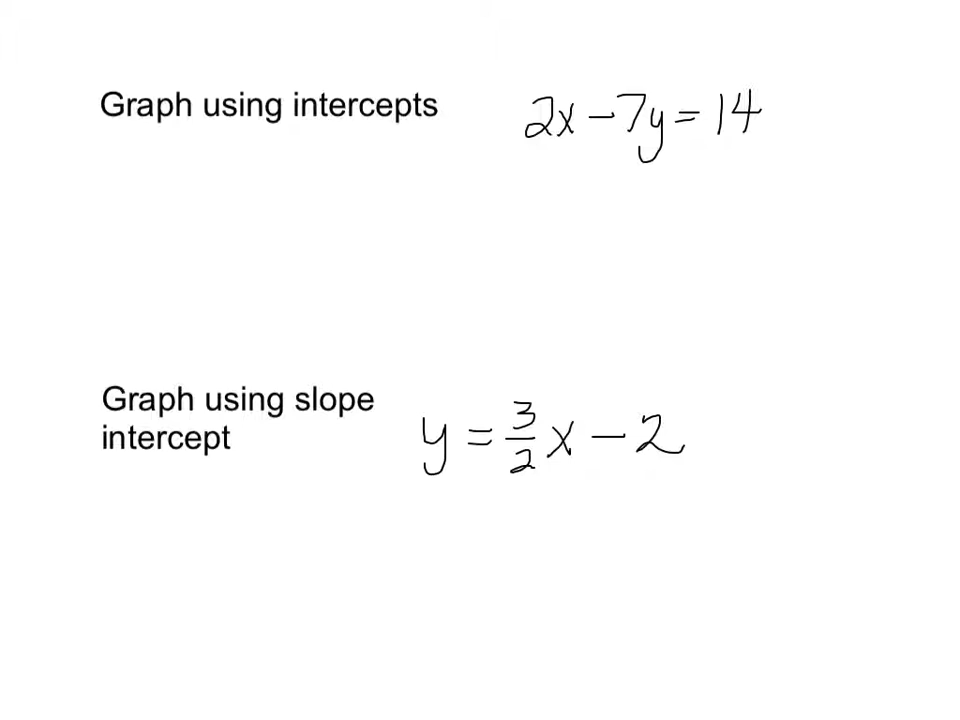 Graph using intercepts 2x - 7y = 14
Graph using slope
intercept y = 3/2 x - 2